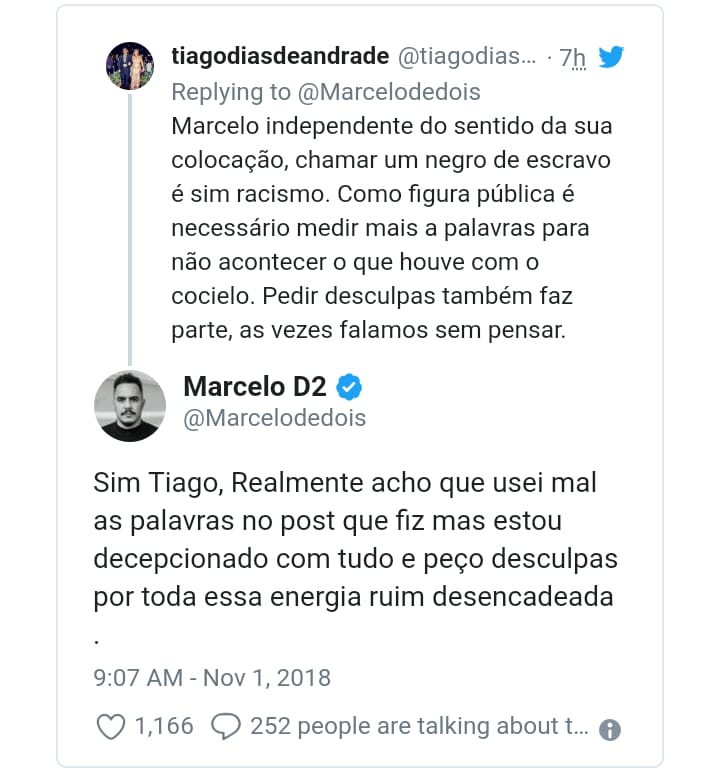 tiagodiasdeandrade @tiagodias... · 7h
Replying to @Marcelodedois
Marcelo independente do sentido da sua
colocação, chamar um negro de escravo
é sim racismo. Como figura pública é
necessário medir mais a palavras para
não acontecer o que houve com o
cocielo. Pedir desculpas também faz
parte, as vezes falamos sem pensar.
Marcelo D2
@Marcelodedois
Sim Tiago, Realmente acho que usei mal
as palavras no post que fiz mas estou
decepcionado com tudo e peço desculpas
por toda essa energia ruim desencadeada
.
9:07 AM - Nov 1, 2018
1,166 252 people are talking about t...